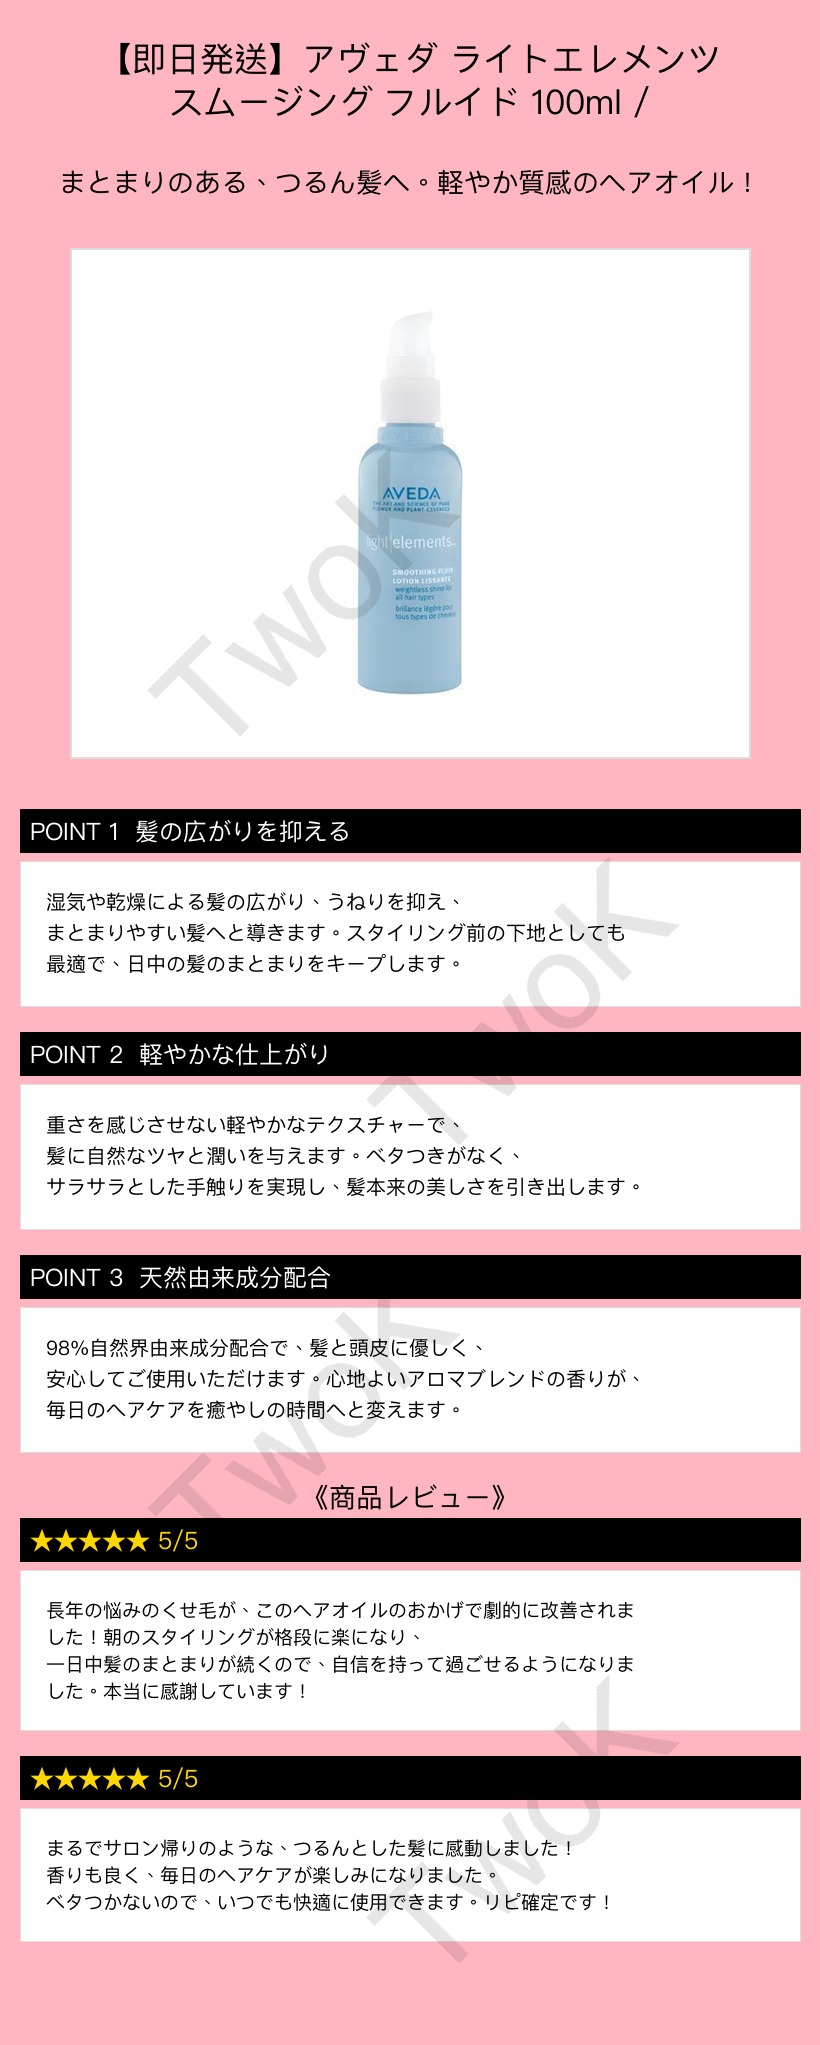 【即日発送】アヴェダ ライトエレメンツ
スムージング フルイド 100ml /
まとまりのある、つるん髪へ。軽やか質感のヘアオイル！
AVEDA
THE ART AND SCIENCE OF PURE
FLOWER AND PLANT ESSENCES
light elements
SMOOTHING FLUID
LOTION LISSANTE
weightless shine for
all hair types
brillance légère pour
tous types de cheveux
TwoK
POINT 1 髪の広がりを抑える
湿気や乾燥による髪の広がり、うねりを抑え、
まとまりやすい髪へと導きます。スタイリング前の下地としても
最適で、日中の髪のまとまりをキープします。
TwoK
POINT 2 軽やかな仕上がり
重さを感じさせない軽やかなテクスチャーで、
髪に自然なツヤと潤いを与えます。ベタつきがなく、
サラサラとした手触りを実現し、髪本来の美しさを引き出します。
POINT 3 天然由来成分配合
98%自然界由来成分配合で、髪と頭皮に優しく、
安心してご使用いただけます。心地よいアロマブレンドの香りが、
毎日のヘアケアを癒やしの時間へと変えます。
TwoK
《商品レビュー》
★★★★★ 5/5
長年の悩みのくせ毛が、このヘアオイルのおかげで劇的に改善されま
した！朝のスタイリングが格段に楽になり、
一日中髪のまとまりが続くので、自信を持って過ごせるようになりま
した。本当に感謝しています！
★★★★★ 5/5
まるでサロン帰りのような、つるんとした髪に感動しました！
香りも良く、毎日のヘアケアが楽しみになりました。
ベタつかないので、いつでも快適に使用できます。リピ確定です！
TwoK